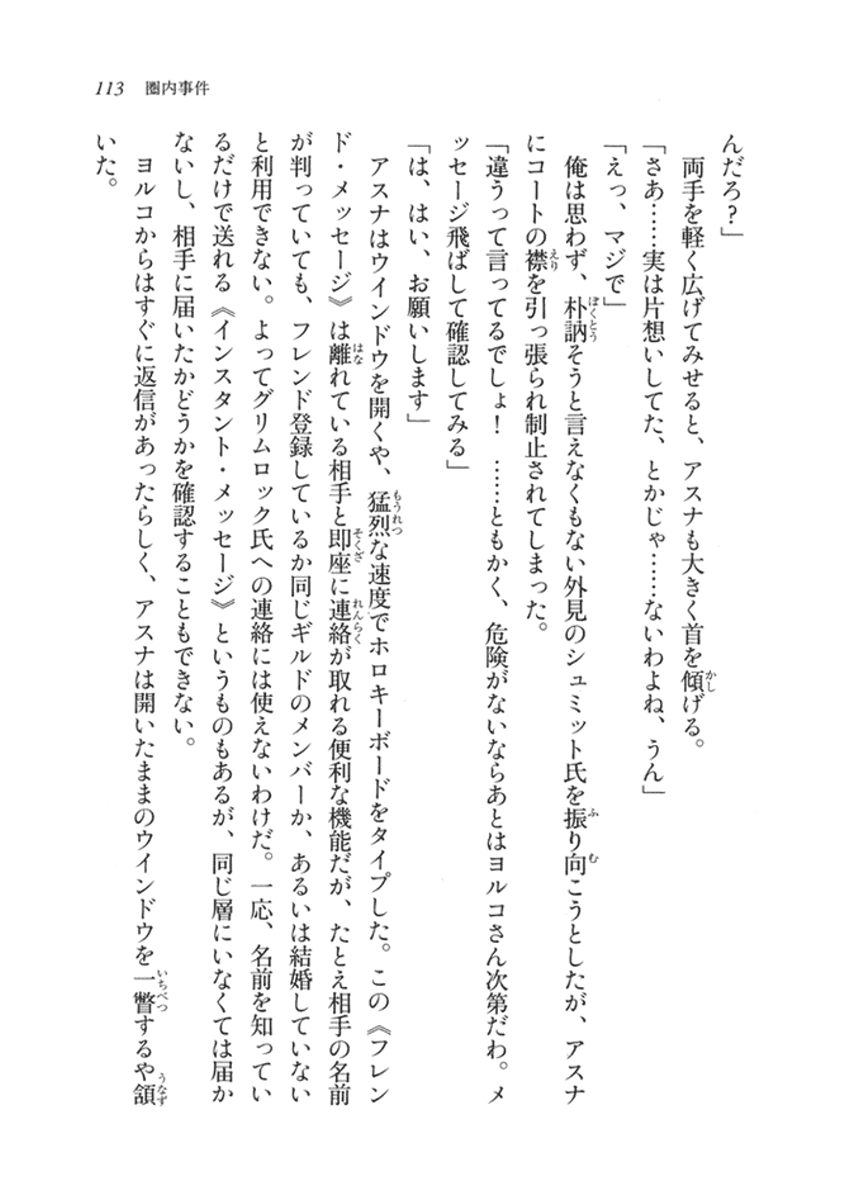 113 圏内事件
んだろ?」
両手を軽く広げてみせると、アスナも大きく首を傾げる。
「さあ……実は片想いしてた、とかじゃ……ないわよね、うん」
「えっ、マジで」
俺は思わず、朴訥そうと言えなくもない外見のシュミット氏を振り向こうとしたが、アスナ
にコートの襟を引っ張られ制止されてしまった。
「違うって言ってるでしょ! ……ともかく、危険がないならあとはヨルコさん次第だわ。メ
ッセージ飛ばして確認してみる」
「は、はい、お願いします」
アスナはウインドウを開くや、猛烈な速度でホロキーボードをタイプした。この《フレン
ド・メッセージ》は離れている相手と即座に連絡が取れる便利な機能だが、たとえ相手の名前
が判っていても、フレンド登録しているか同じギルドのメンバーか、あるいは結婚していない
と利用できない。よってグリムロック氏への連絡には使えないわけだ。一応、名前を知ってい
るだけで送れる《インスタント・メッセージ》というものもあるが、同じ層にいなくては届か
ないし、相手に届いたかどうかを確認することもできない。
ヨルコからはすぐに返信があったらしく、アスナは開いたままのウインドウを一瞥するや頷
いた。